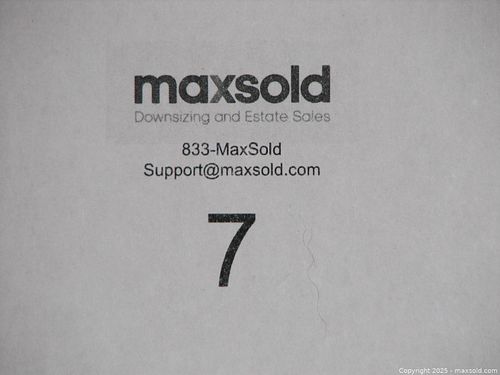 maxsold
Downsizing and Estate Sales
833-MaxSold
Support@maxsold.com
7
Copyright 2025 - maxsold.com